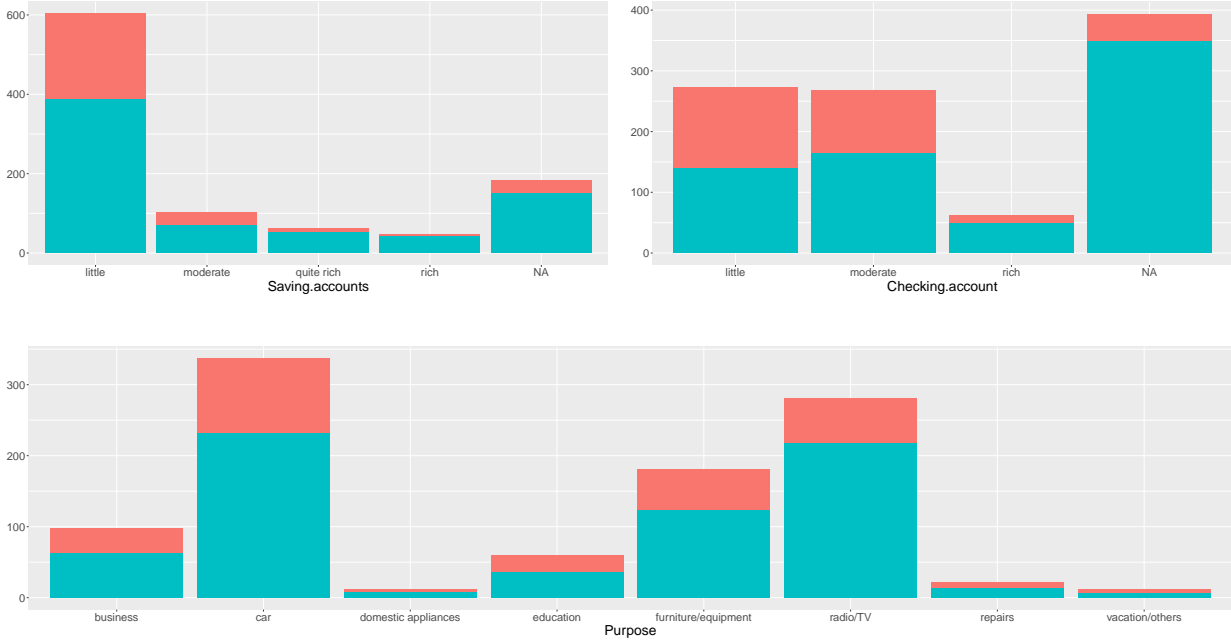 600
400
200
0
little moderate quite rich rich NA
Saving.accounts
400
300
200
100
0
little moderate rich NA
Checking.account
300
200
100
0
business car domestic appliances education furniture/equipment radio/TV repairs vacation/others
Purpose